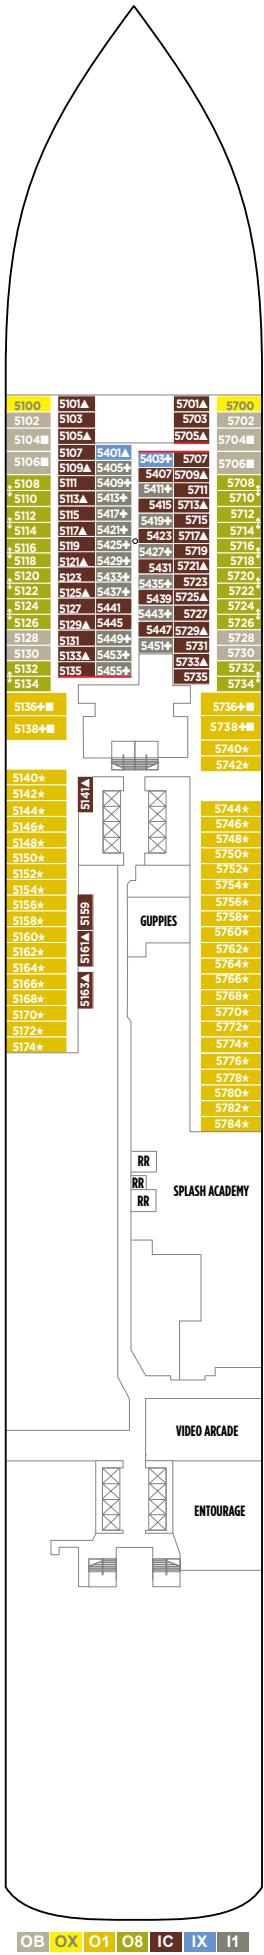 5100 5101▲ 5701▲ 5700
5102 5103 5703 5702
5104■ 5105▲ 5705▲ 5704■
5107 5401▲ 5403✚ 5707
5106■ 5109▲ 5405✚ 5407 5709▲ 5706■
5108 5111 5409✚ 5411✚ 5711 5708
5110 5113▲ 5413✚ 5415 5713▲ 5710
5112 5115 5417✚ 5419✚ 5715 5712
5114 5117▲ 5421✚ 5423 5717▲ 5714
5116 5119 5425✚ 5427✚ 5719 5716
5118 5121▲ 5429✚ 5431 5721▲ 5718
5120 5123 5433✚ 5435✚ 5723 5720
5122 5125▲ 5437✚ 5439 5725▲ 5722
5124 5127 5441 5443✚ 5727 5724
5126 5129▲ 5445 5447 5729▲ 5726
5128 5131 5449✚ 5451✚ 5731 5728
5130 5133▲ 5453✚ 5733▲ 5730
5132 5135 5455✚ 5735 5732
5134 5734
5136✚■ 5736✚■
5138✚■ 5738✚■
5740★
5742★
5140★ 5141▲
5142★
5144★ 5744★
5146★ 5746★
5148★ 5748★
5150★ 5750★
5152★ 5752★
5154★ 5754★
5156★ 5159 5756★
5158★ GUPPIES 5758★
5160★ 5161▲ 5760★
5162★ 5762★
5164★ 5764★
5166★ 5163▲ 5766★
5168★ 5768★
5170★ 5770★
5172★ 5772★
5174★ 5774★
5776★
5778★
5780★
5782★
5784★
RR
RR
RR
SPLASH ACADEMY
VIDEO ARCADE
ENTOURAGE
OB OX O1 O8 IC IX I1